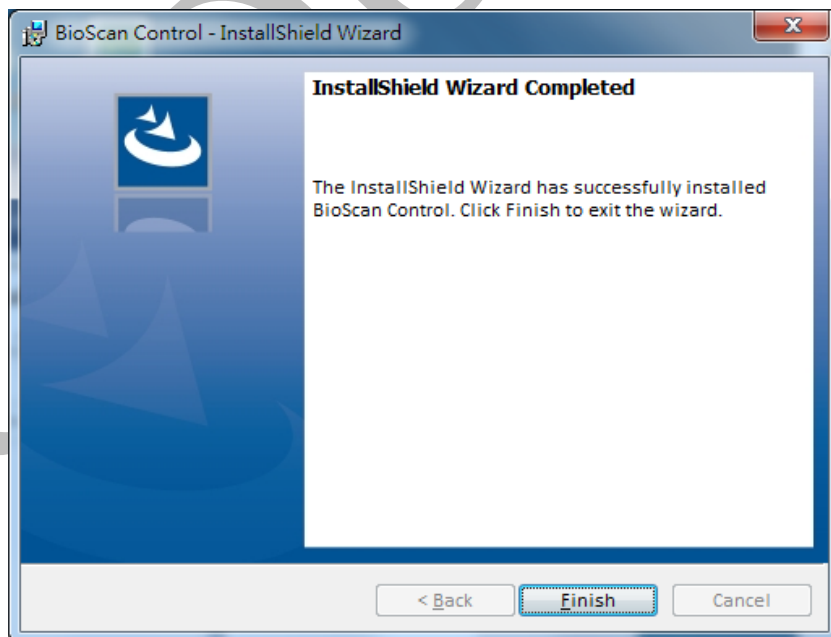 BioScan Control - InstallShield Wizard
InstallShield Wizard Completed
The InstallShield Wizard has successfully installed
BioScan Control. Click Finish to exit the wizard.
< Back
Finish
Cancel